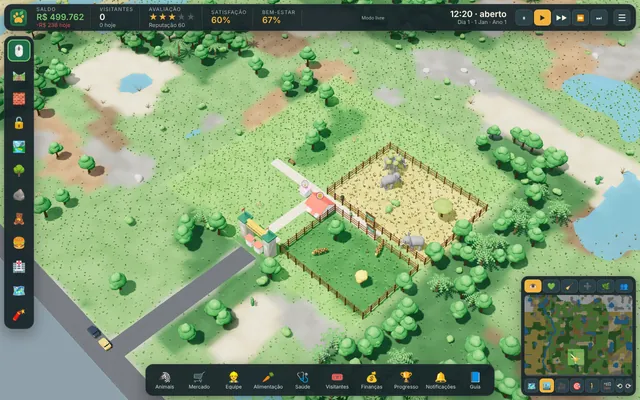 SALDO
R$ 499.762
-R$ 238 hoje
VISITANTES
0
0 hoje
AVALIAÇÃO
Reputação 60
SATISFAÇÃO
60%
BEM-ESTAR
67%
Modo livre
12:20 · aberto
Dia 1 · 1 Jan · Ano 1
Animais
Mercado
Equipe
Alimentação
Saúde
Visitantes
Finanças
Progresso
Notificações
Guia